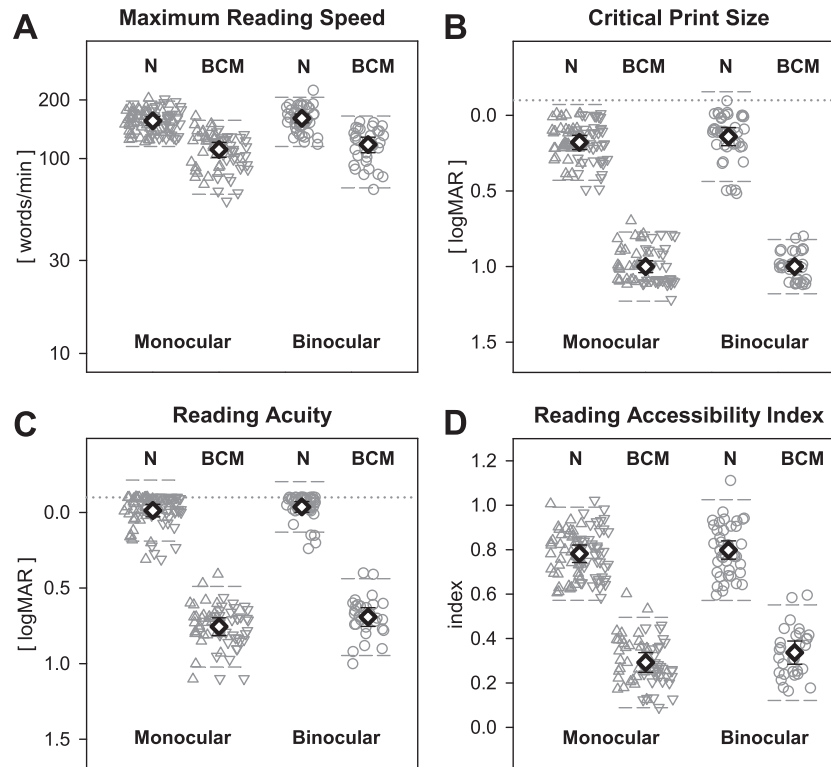 A Maximum Reading Speed
N BCM N BCM
200
100
30
10
[ words/min]
Monocular Binocular
B Critical Print Size
N BCM N BCM
0.0
0.5
1.0
1.5
[ logMAR ]
Monocular Binocular
C Reading Acuity
N BCM N BCM
0.0
0.5
1.0
1.5
[ logMAR ]
Monocular Binocular
D Reading Accessibility Index
N BCM N BCM
1.2
1.0
0.8
0.6
0.4
0.2
0.0
index
Monocular Binocular